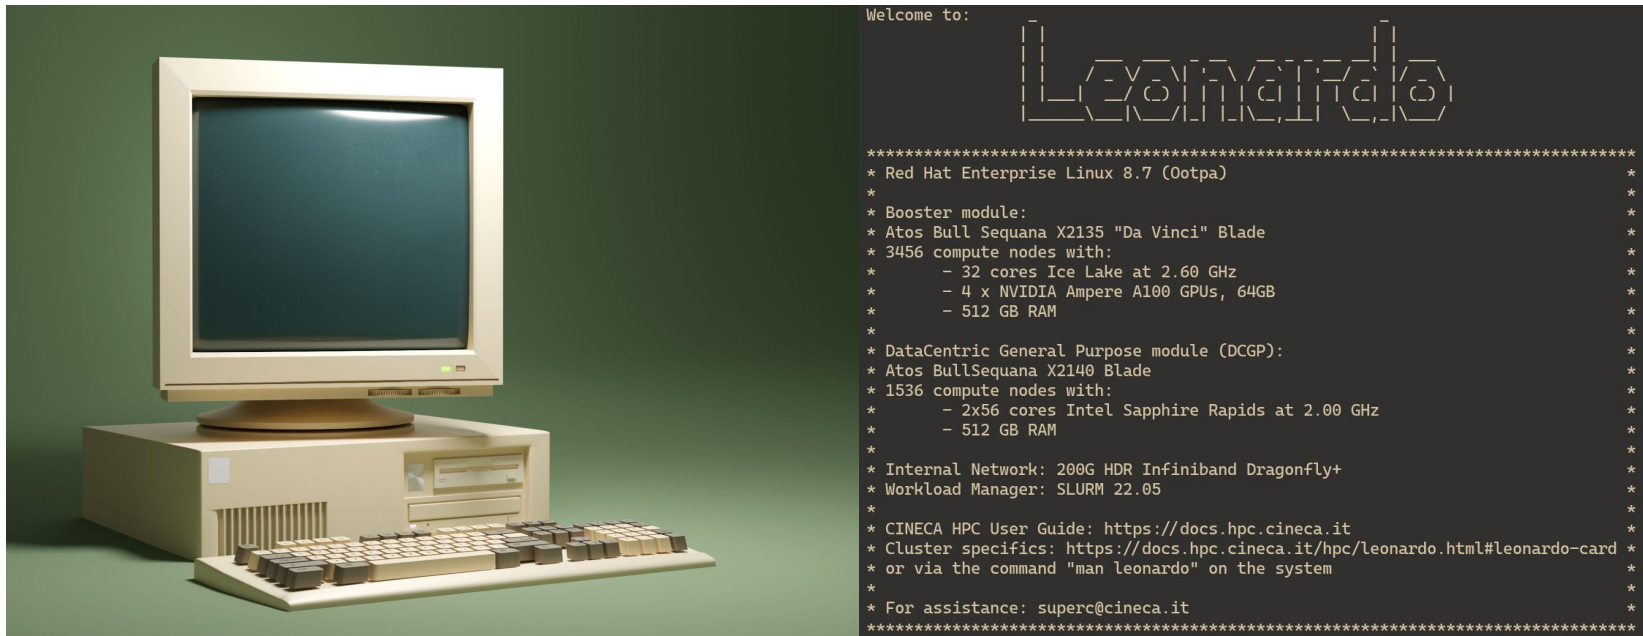 Welcome to:
Leonardo
********************************************************************************
* Red Hat Enterprise Linux 8.7 (Ootpa) *
* *
* Booster module: *
* Atos Bull Sequana X2135 "Da Vinci" Blade *
* 3456 compute nodes with: *
* - 32 cores Ice Lake at 2.60 GHz *
* - 4 x NVIDIA Ampere A100 GPUs, 64GB *
* - 512 GB RAM *
* *
* DataCentric General Purpose module (DCGP): *
* Atos BullSequana X2140 Blade *
* 1536 compute nodes with: *
* - 2x56 cores Intel Sapphire Rapids at 2.00 GHz *
* - 512 GB RAM *
* *
* Internal Network: 200G HDR Infiniband Dragonfly+ *
* Workload Manager: SLURM 22.05 *
* *
* CINECA HPC User Guide: https://docs.hpc.cineca.it *
* Cluster specifics: https://docs.hpc.cineca.it/hpc/leonardo.html#leonardo-card *
* or via the command "man leonardo" on the system *
* *
* For assistance: superc@cineca.it *
********************************************************************************